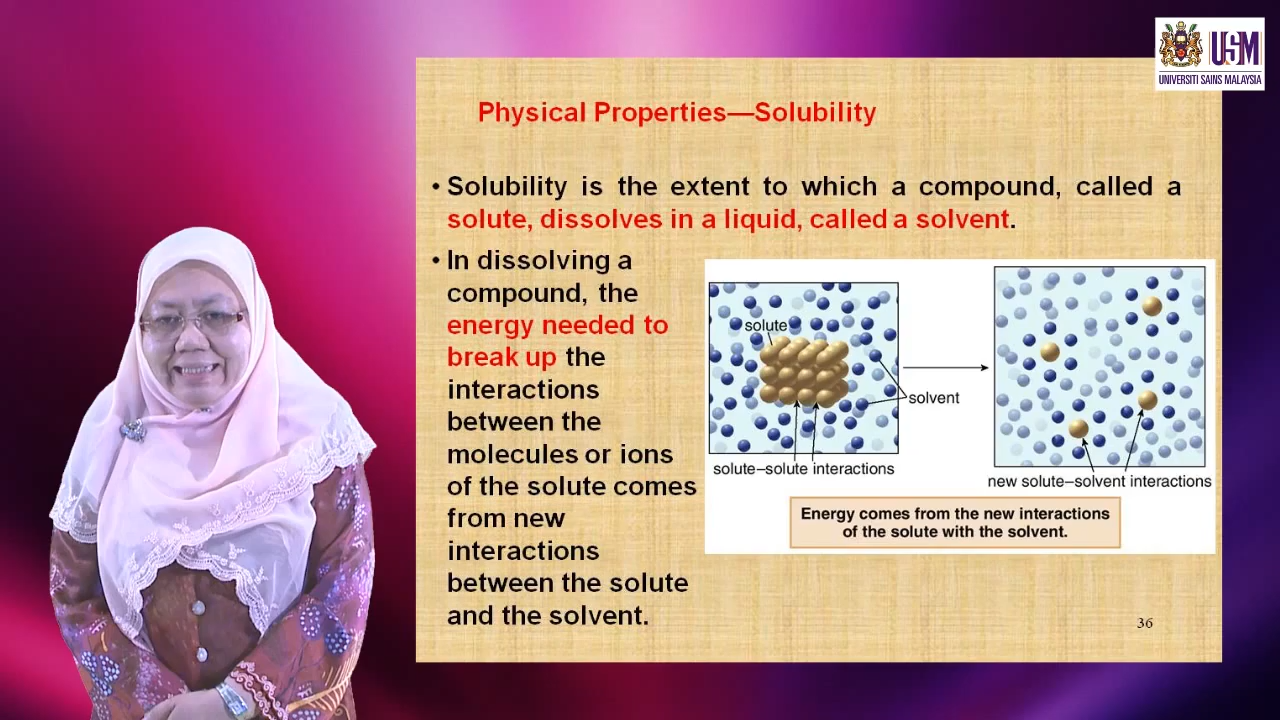 USM
UNIVERSITI SAINS MALAYSIA
Physical Properties—Solubility
• Solubility is the extent to which a compound, called a
solute, dissolves in a liquid, called a solvent.
• In dissolving a
compound, the
energy needed to
break up the
interactions
between the
molecules or ions
of the solute comes
from new
interactions
between the solute
and the solvent.
solute
solvent
solute–solute interactions
new solute–solvent interactions
Energy comes from the new interactions
of the solute with the solvent.
36